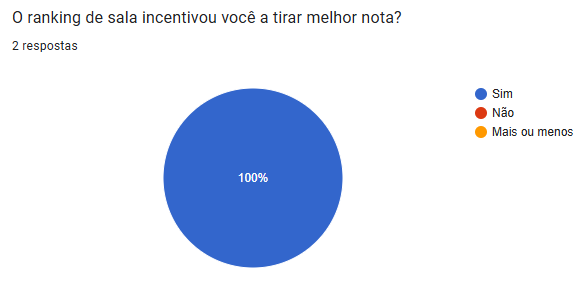 O ranking de sala incentivou você a tirar melhor nota?
2 respostas
Sim
Não
Mais ou menos
100%